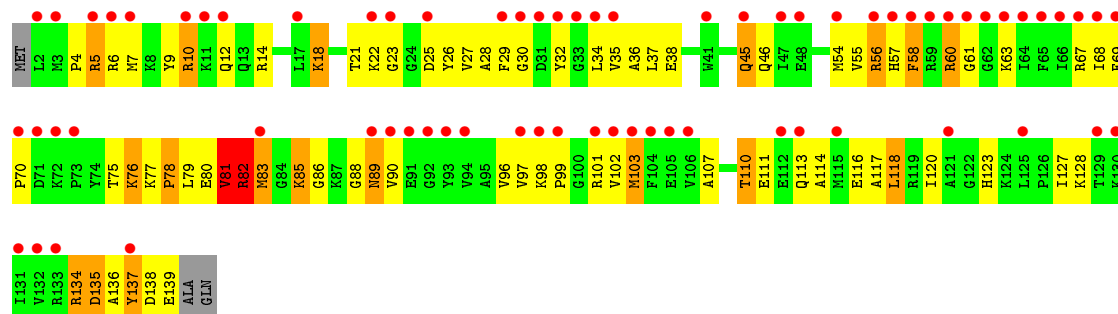 MET L2 M3 P4 R5 R6 M7 K8 Y9 R10 K11 Q12 Q13 R14 L17 K18 T21 K22 G23 G24 D25 Y26 V27 A28 F29 G30 D31 Y32 G33 L34 V35 A36 L37 E38 W41 Q45 Q46 I47 E48 M54 V55 R56 H57 F58 R59 R60 G61 G62 K63 I64 F65 I66 R67 I68 F69
P70 D71 K72 P73 Y74 T75 K76 K77 P78 L79 E80 V81 R82 M83 G84 K85 G86 K87 G88 N89 V90 E91 G92 Y93 V94 A95 V96 V97 K98 P99 G100 R101 V102 M103 F104 E105 V106 A107 T110 E111 E112 Q113 A114 M115 E116 A117 L118 R119 I120 A121 G122 H123 K124 L125 P126 I127 K128 T129 K130
I131 V132 R133 R134 D135 A136 Y137 D138 E139 ALA GLN